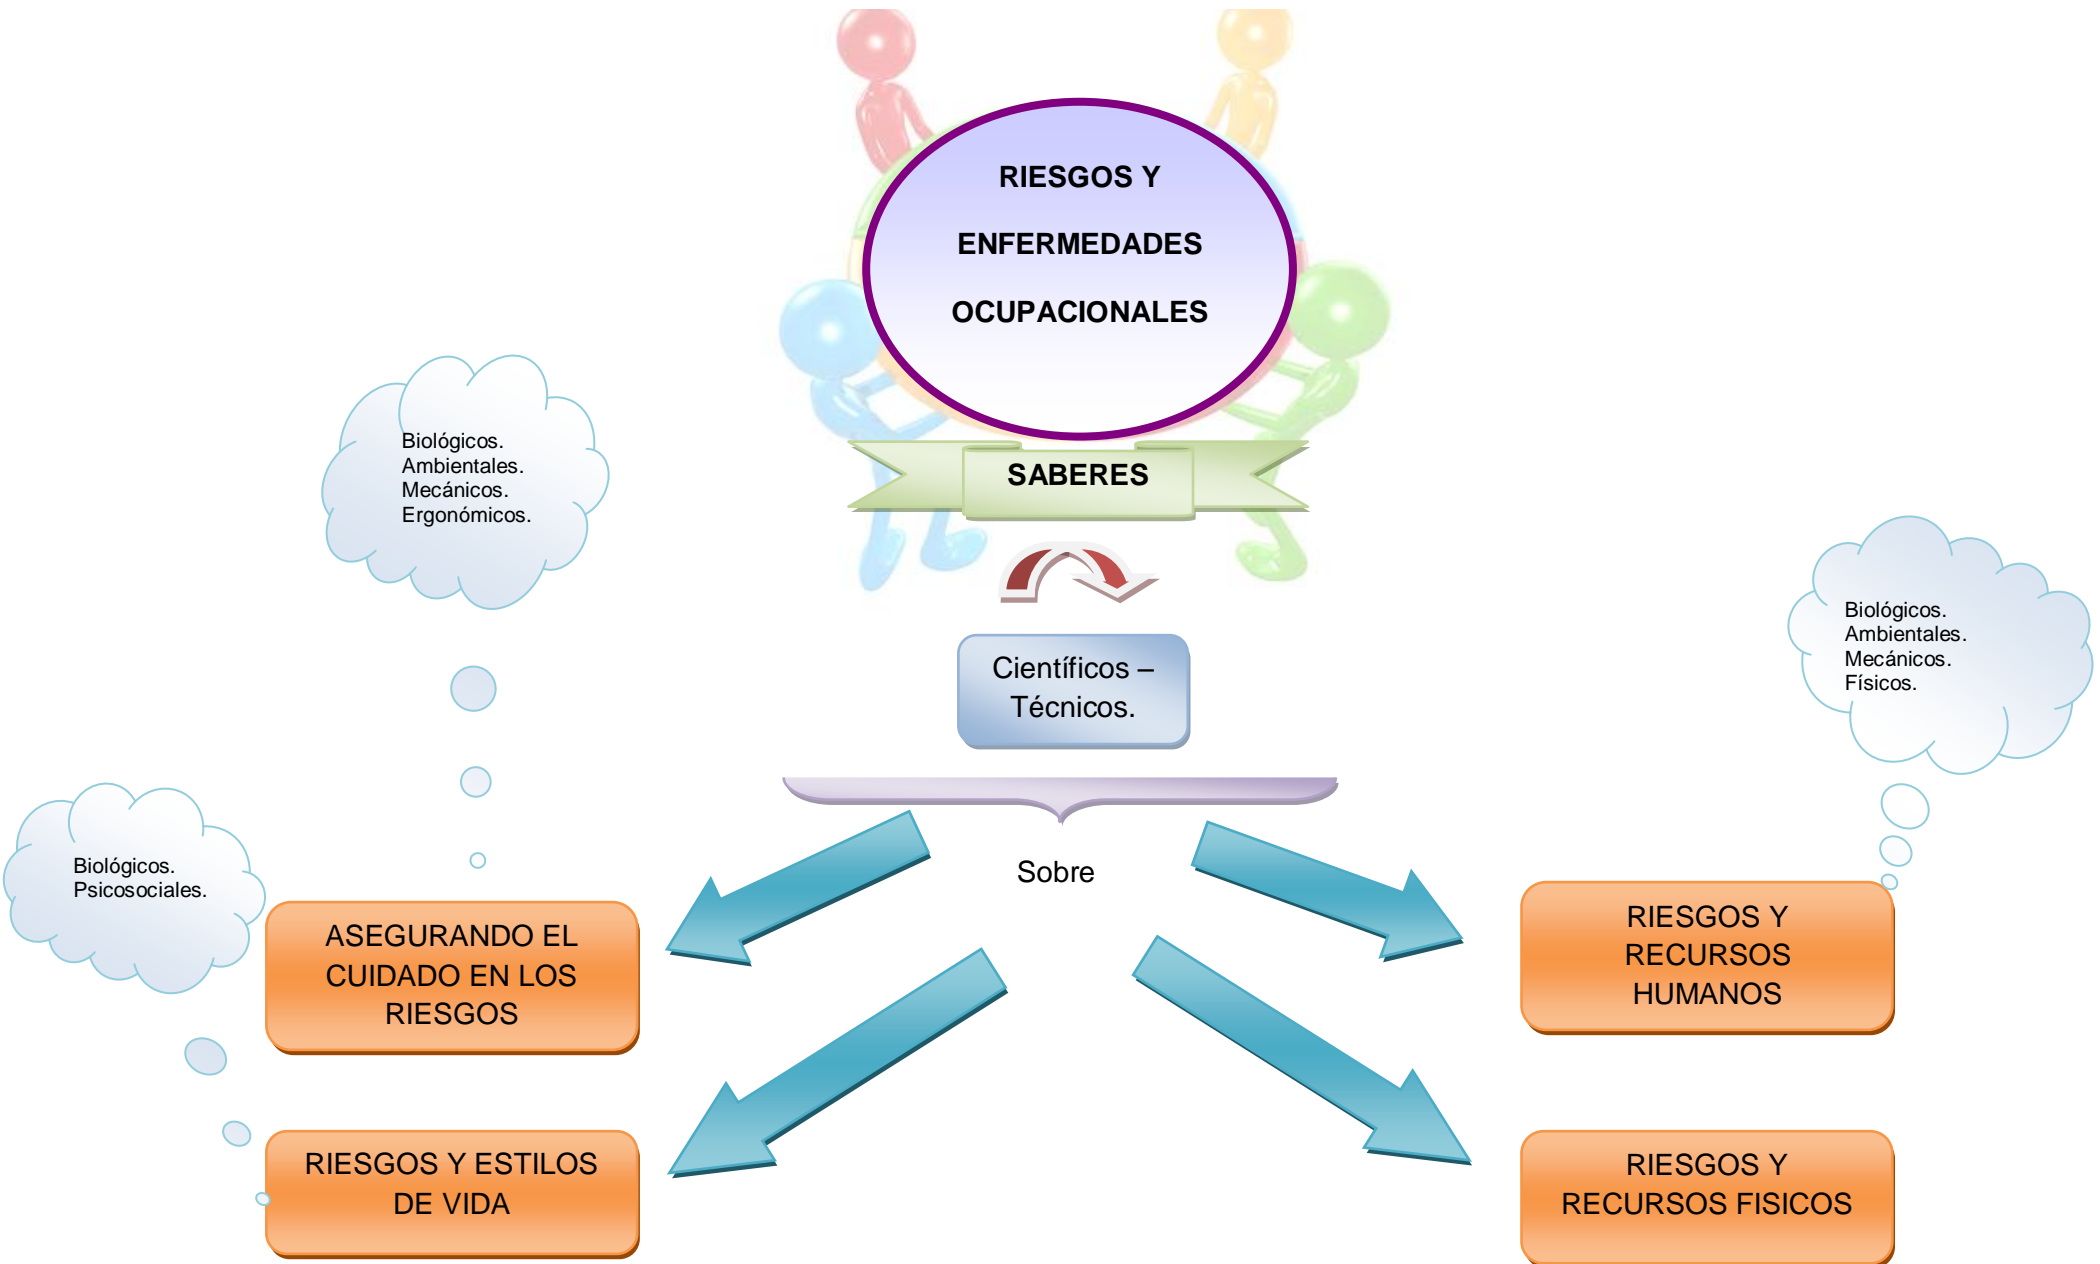 RIESGOS Y
ENFERMEDADES
OCUPACIONALES
SABERES
Biológicos.
Ambientales.
Mecánicos.
Ergonómicos.
Biológicos.
Ambientales.
Mecánicos.
Físicos.
Científicos –
Técnicos.
Sobre
Biológicos.
Psicosociales.
ASEGURANDO EL
CUIDADO EN LOS
RIESGOS
RIESGOS Y
RECURSOS
HUMANOS
RIESGOS Y ESTILOS
DE VIDA
RIESGOS Y
RECURSOS FISICOS